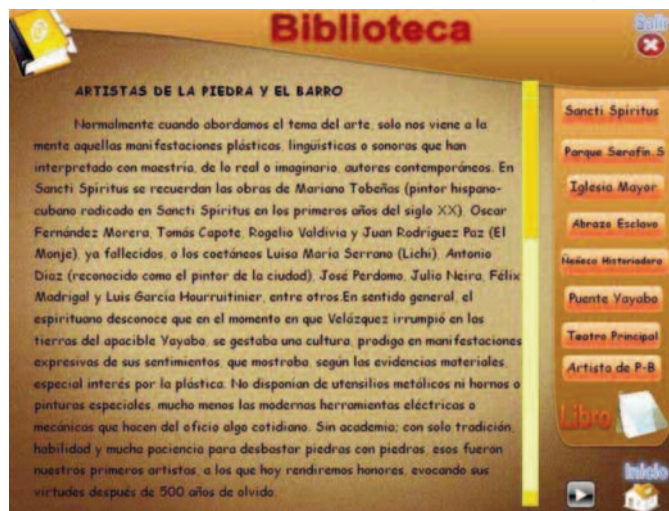 Biblioteca
Salir
ARTISTAS DE LA PIEDRA Y EL BARRO
Normalmente cuando abordamos el tema del arte, solo nos viene a la
mente aquellas manifestaciones plásticas, lingüísticas o sonoras que han
interpretado con maestría, de lo real o imaginario, autores contemporáneos. En
Sancti Spíritus se recuerdan las obras de Mariano Tobeñas (pintor hispano-
cubano radicado en Sancti Spíritus en los primeros años del siglo XX), Oscar
Fernández Morera, Tomás Capote, Rogelio Valdivia y Juan Rodríguez Paz (El
Monje), ya fallecidos, o los coetáneos Luisa María Serrano (Lichi), Antonio
Díaz (reconocido como el pintor de la ciudad), José Perdomo, Julio Neira, Félix
Madrigal y Luis García Hourruitinier, entre otros.En sentido general, el
espirituano desconoce que en el momento en que Velázquez irrumpió en las
tierras del apacible Yayabo, se gestaba una cultura, prodiga en manifestaciones
expresivas de sus sentimientos, que mostraba, según las evidencias materiales,
especial interés por la plástica. No disponían de utensilios metálicos ni hornos o
pinturas especiales, mucho menos las modernas herramientas eléctricas o
mecánicas que hacen del oficio algo cotidiano. Sin academia; con solo tradición,
habilidad y mucha paciencia para desbastar piedras con piedras, esos fueron
nuestros primeros artistas, a los que hoy rendiremos honores, evocando sus
virtudes después de 500 años de olvido.
Sancti Spiritus
Parque Serafín S
Iglesia Mayor
Abrazo Esclavo
Historiadora
Puente Yayabo
Teatro Principal
Artista de P-B
Libro
Inicio